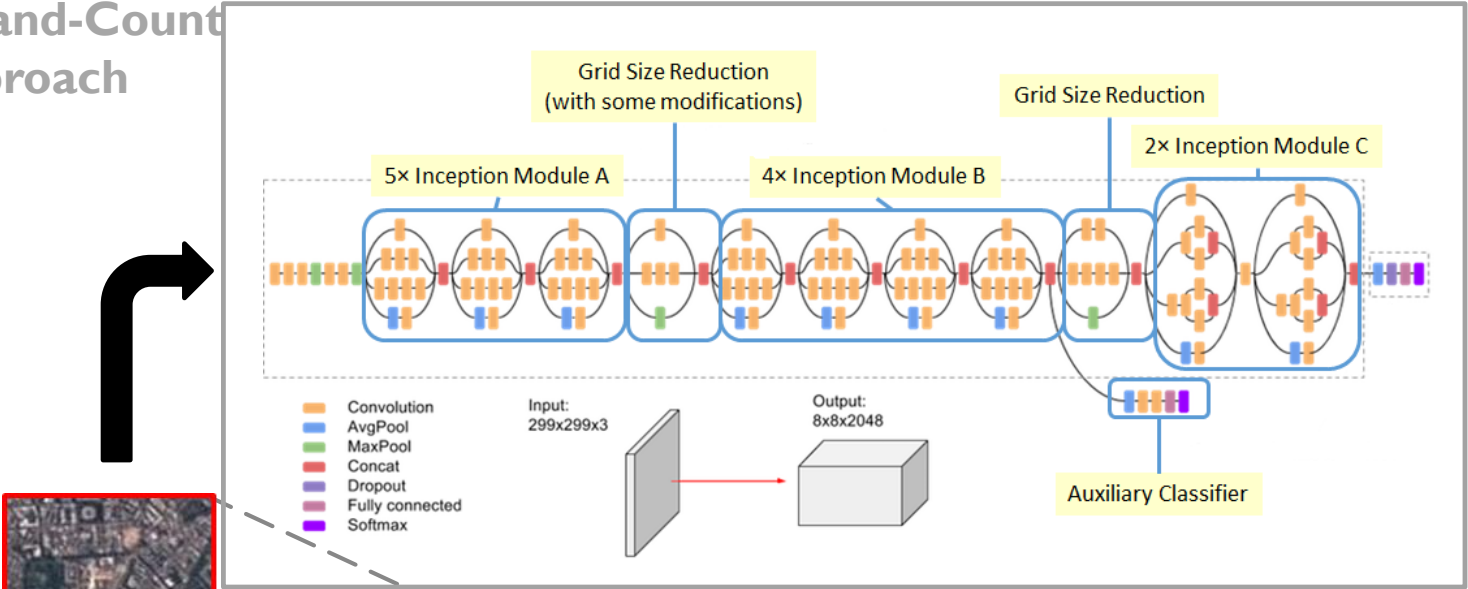 and-Count
roach
Grid Size Reduction
(with some modifications)
Grid Size Reduction
2× Inception Module C
5× Inception Module A
4× Inception Module B
Convolution
AvgPool
MaxPool
Concat
Dropout
Fully connected
Softmax
Input:
299x299x3
Output:
8x8x2048
Auxiliary Classifier